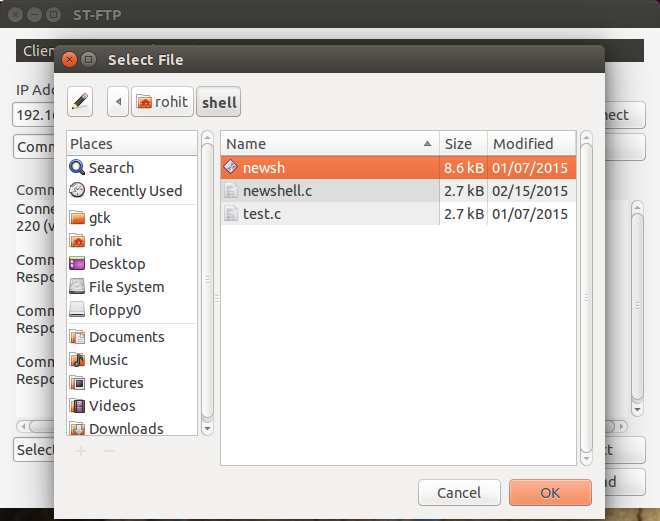 ST-FTP
Clien
Select File
IP Add
rohit
shell
192.1
nect
Comm
Places
Name
Size
Modified
Search
newsh
8.6 kB
01/07/2015
Recently Used
newshell.c
2.7 kB
02/15/2015
Comm
Conne
gtk
test.c
2.7 kB
01/07/2015
220 (v
rohit
Comm
Desktop
Respo
File System
Comm
floppy0
Respo
Documents
Comm
Music
Respo
Pictures
Videos
Downloads
Select
ct
ad
Cancel
OK